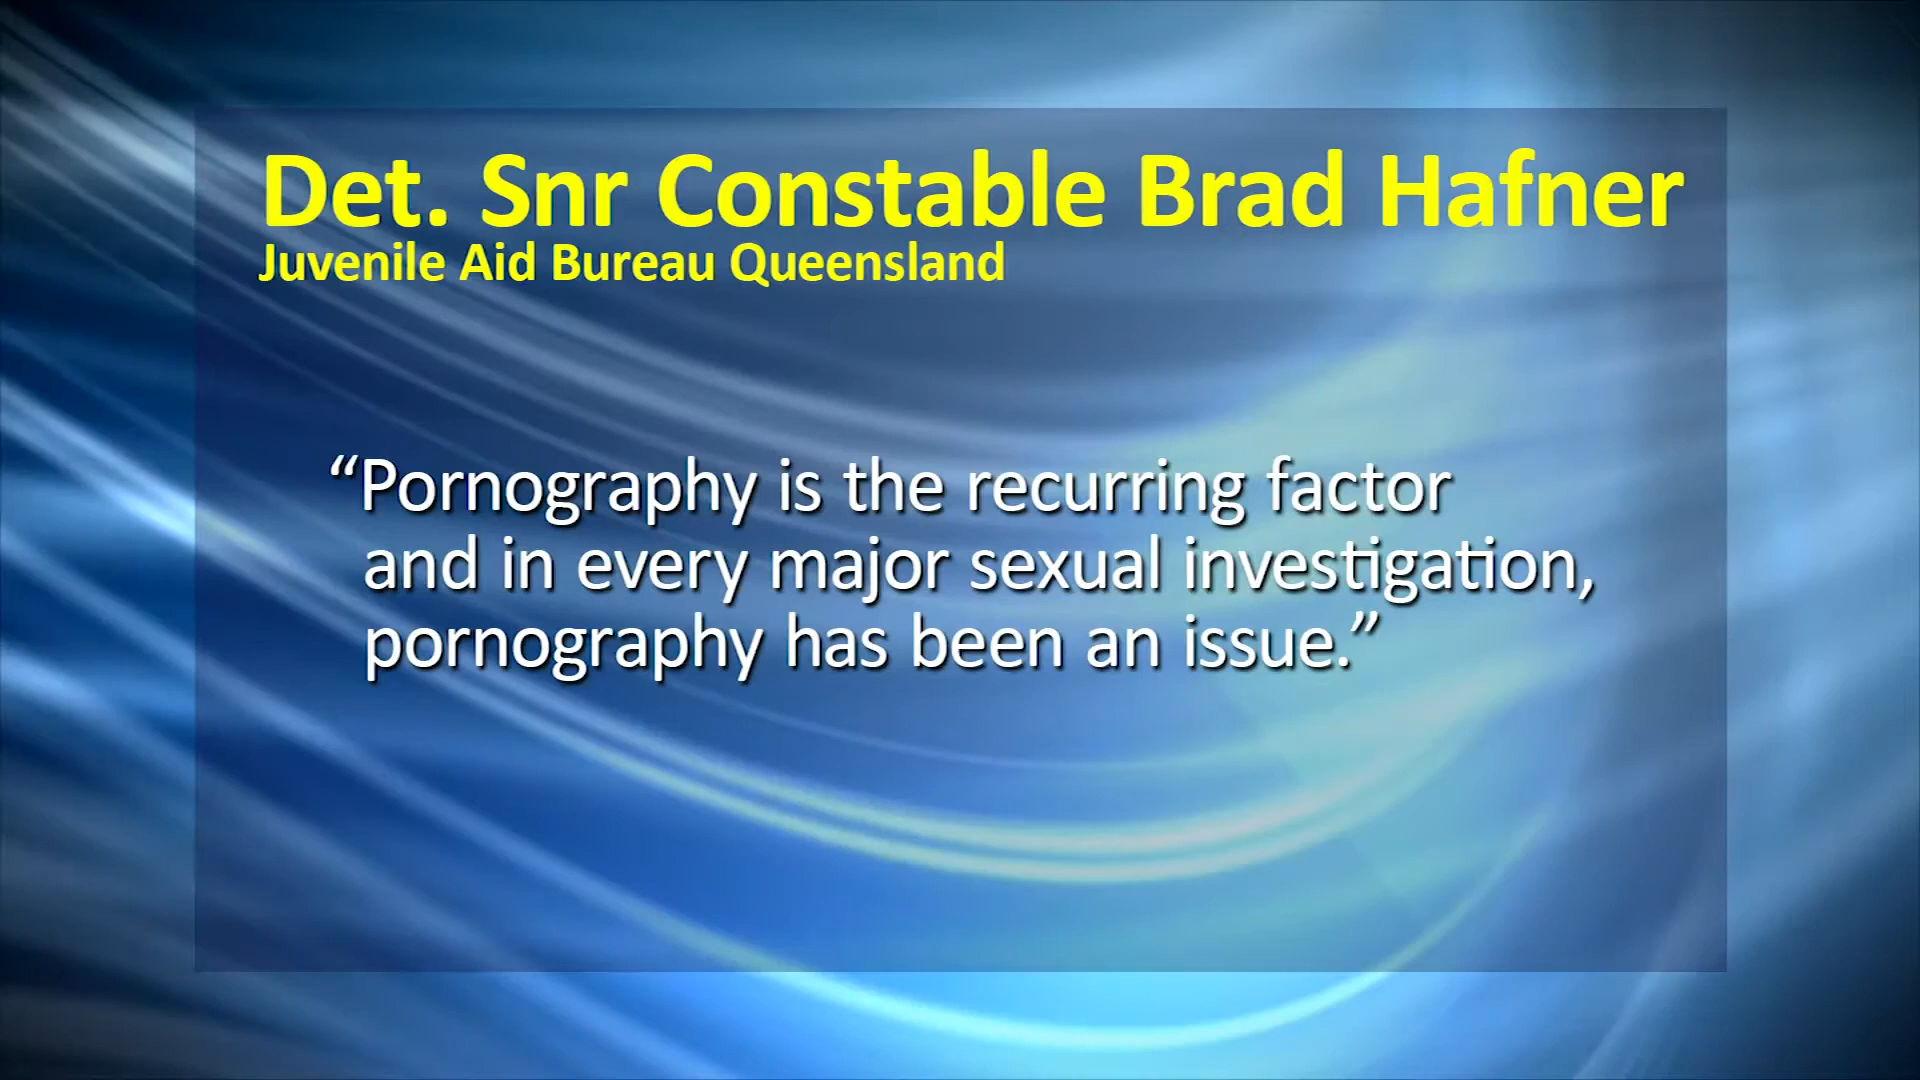 Det. Snr Constable Brad Hafner
Juvenile Aid Bureau Queensland
“Pornography is the recurring factor
and in every major sexual investigation,
pornography has been an issue.”